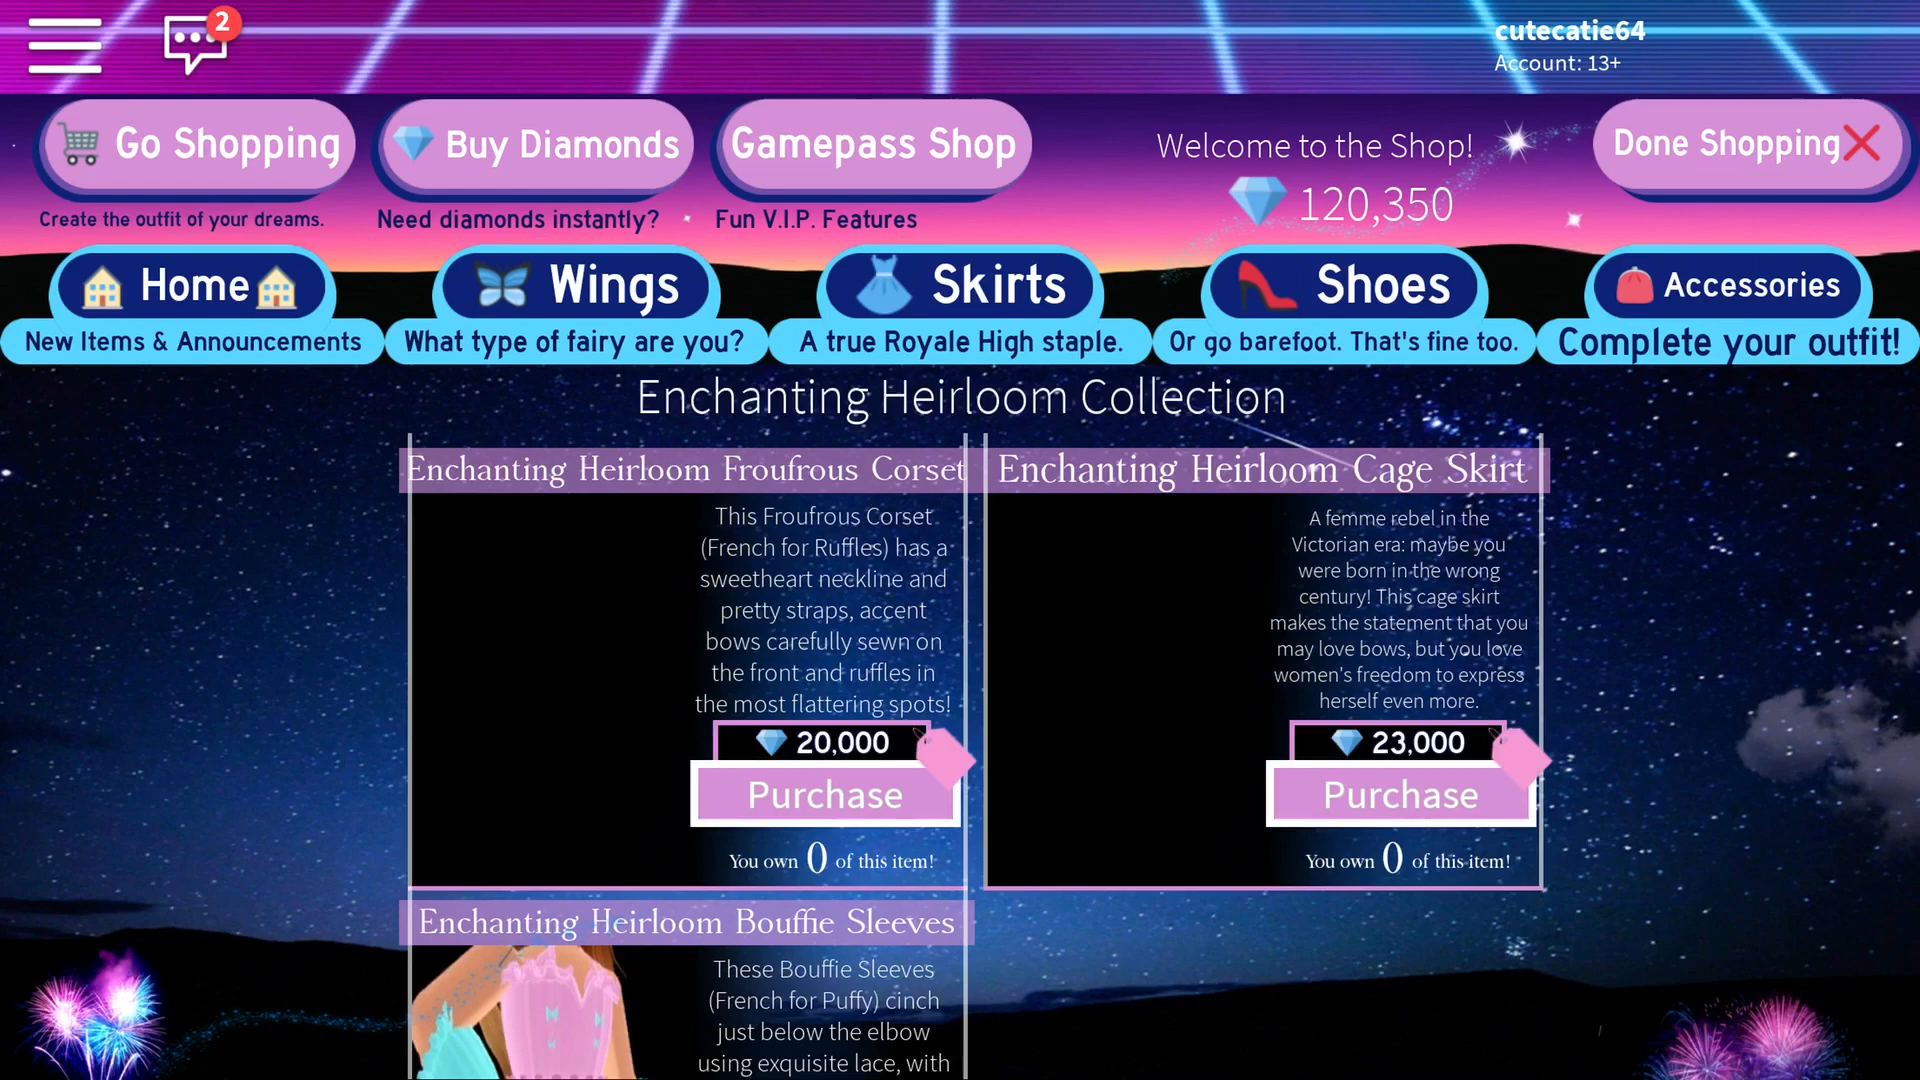 2
cutecatie64
Account: 13+
Go Shopping
Buy Diamonds
Gamepass Shop
Welcome to the Shop!
Done Shopping
120,350
Create the outfit of your dreams.
Need diamonds instantly?
Fun V.I.P. Features
Home
Wings
Skirts
Shoes
Accessories
New Items & Announcements
What type of fairy are you?
A true Royale High staple.
Or go barefoot. That's fine too.
Complete your outfit!
Enchanting Heirloom Collection
Enchanting Heirloom Froufrous Corset
This Froufrous Corset
(French for Ruffles) has a
sweetheart neckline and
pretty straps, accent
bows carefully sewn on
the front and ruffles in
the most flattering spots!
20,000
Purchase
You own 0 of this item!
Enchanting Heirloom Cage Skirt
A femme rebel in the
Victorian era: maybe you
were born in the wrong
century! This cage skirt
makes the statement that you
may love bows, but you love
women's freedom to express
herself even more.
23,000
Purchase
You own 0 of this item!
Enchanting Heirloom Bouffie Sleeves
These Bouffie Sleeves
(French for Puffy) cinch
just below the elbow
using exquisite lace, with